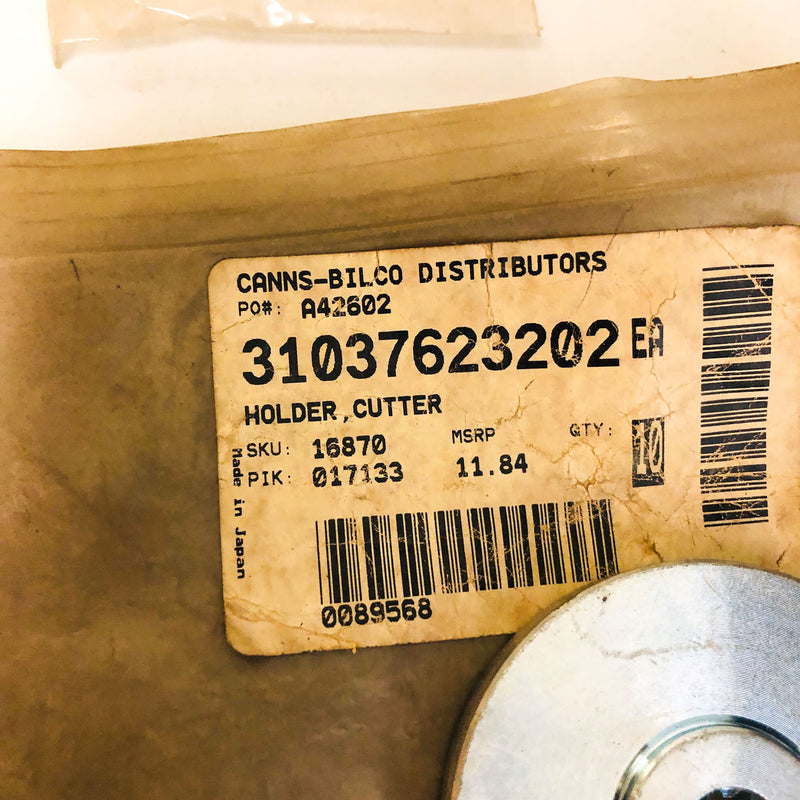 CANNS-BILCO DISTRIBUTORS
PO#: A42602
31037623202 EA
HOLDER,CUTTER
SKU: 16870 MSRP GTY: 10
PIK: 017133 11.84
Made in Japan
0089568